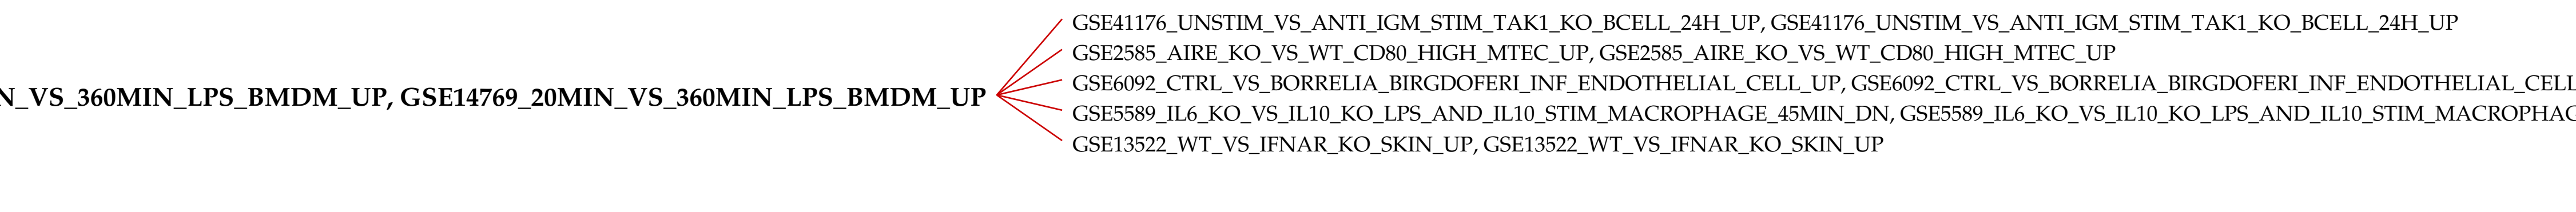 GSE41176_UNSTIM_VS_ANTI_IGM_STIM_TAK1_KO_BCELL_24H_UP, GSE41176_UNSTIM_VS_ANTI_IGM_STIM_TAK1_KO_BCELL_24H_UP
GSE2585_AIRE_KO_VS_WT_CD80_HIGH_MTEC_UP, GSE2585_AIRE_KO_VS_WT_CD80_HIGH_MTEC_UP
GSE6092_CTRL_VS_BORRELIA_BIRGDOFERI_INF_ENDOTHELIAL_CELL_UP, GSE6092_CTRL_VS_BORRELIA_BIRGDOFERI_INF_ENDOTHELIAL_CELL
N_VS_360MIN_LPS_BMDM_UP, GSE14769_20MIN_VS_360MIN_LPS_BMDM_UP
GSE5589_IL6_KO_VS_IL10_KO_LPS_AND_IL10_STIM_MACROPHAGE_45MIN_DN, GSE5589_IL6_KO_VS_IL10_KO_LPS_AND_IL10_STIM_MACROPHAG
GSE13522_WT_VS_IFNAR_KO_SKIN_UP, GSE13522_WT_VS_IFNAR_KO_SKIN_UP